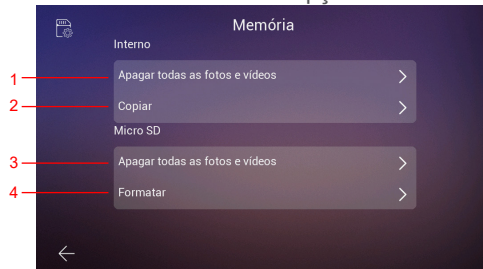 Memória
Interno
1 Apagar todas as fotos e vídeos
2 Copiar
Micro SD
3 Apagar todas as fotos e vídeos
4 Formatar